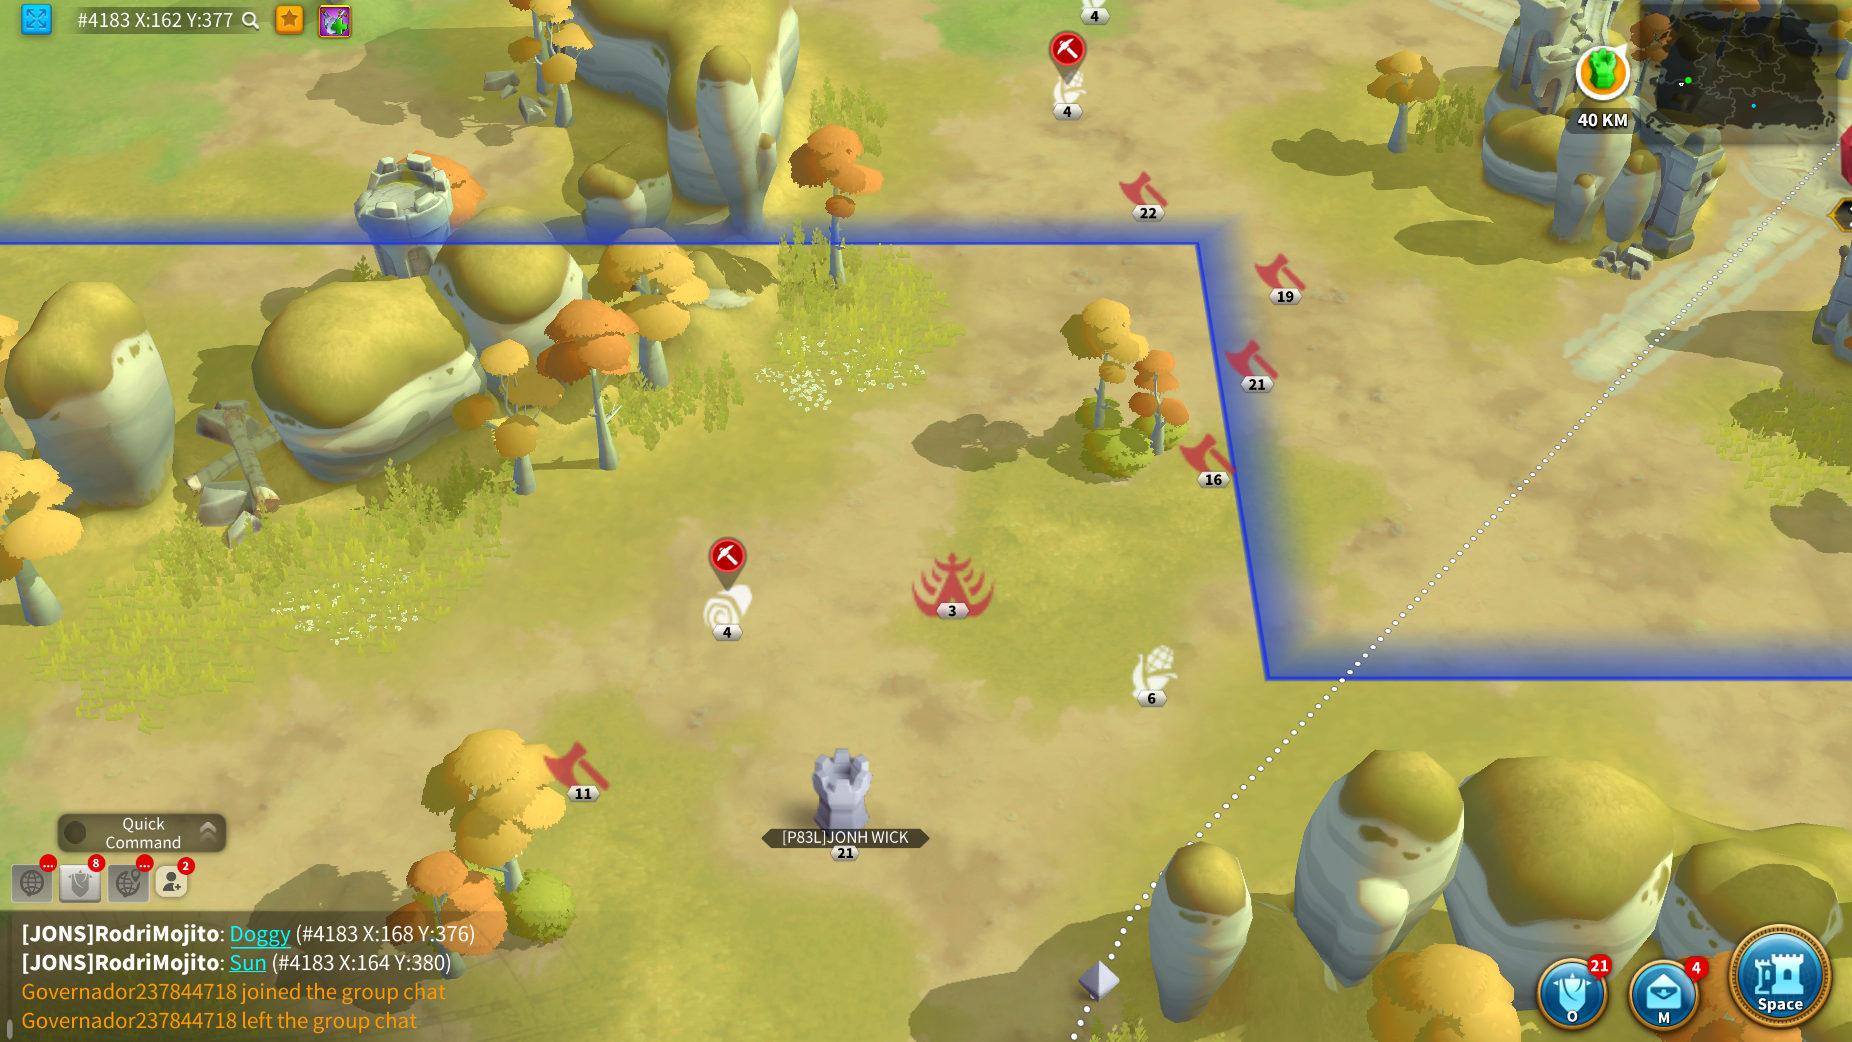 #4183 X:162 Y:377
4
4
40 KM
22
19
21
16
4
3
6
11
[P83L]JONH WICK
21
Quick
Command
...
8
...
2
[JONS]RodriMojito: Doggy (#4183 X:168 Y:376)
[JONS]RodriMojito: Sun (#4183 X:164 Y:380)
Governador237844718 joined the group chat
Governador237844718 left the group chat
21
O
4
M
Space